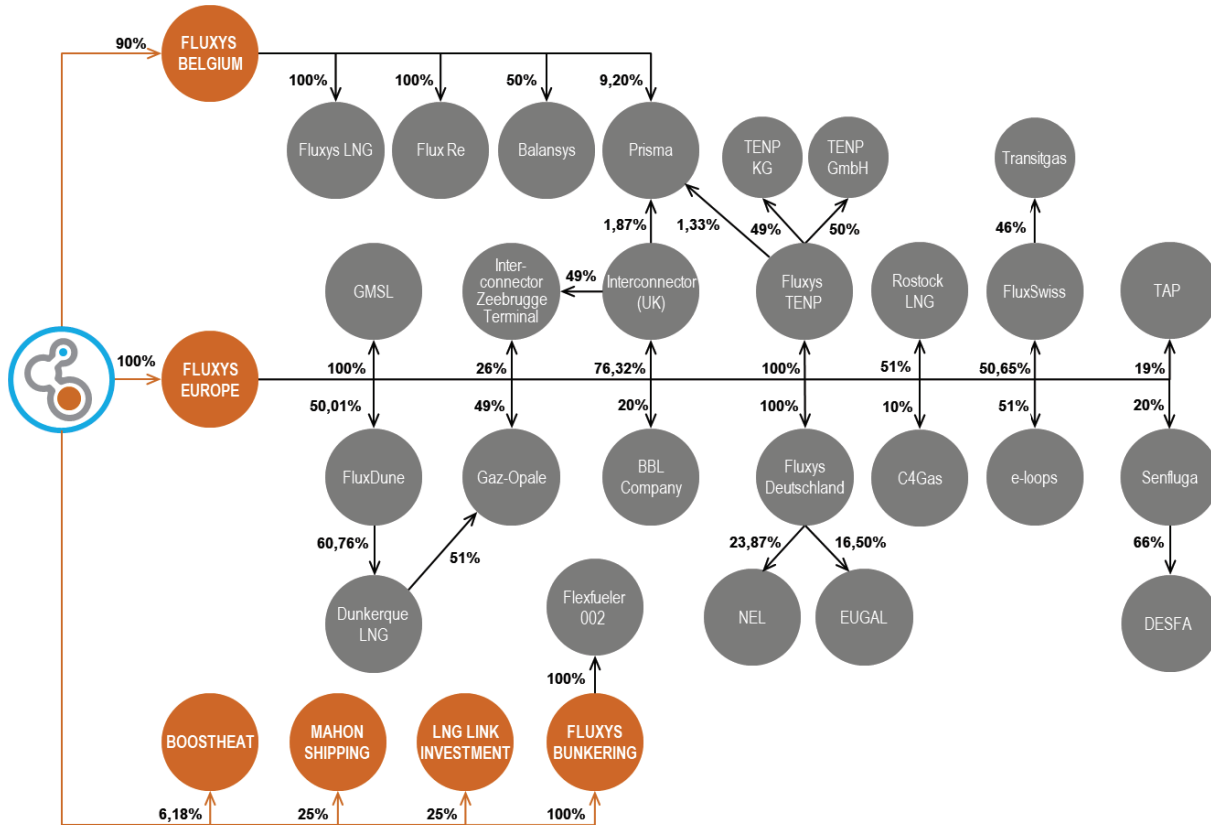 90%
FLUXYS
BELGIUM
100%
100%
50%
9,20%
Fluxys LNG
Flux Re
Balansys
Prisma
TENP
KG
TENP
GmbH
Transitgas
1,87%
1,33%
49%
50%
46%
GMSL
Inter-
connector
Zeebrugge
Terminal
49%
Interconnector
(UK)
Fluxys
TENP
Rostock
LNG
FluxSwiss
TAP
100%
FLUXYS
EUROPE
100%
26%
76,32%
100%
51%
50,65%
19%
50,01%
49%
20%
100%
10%
51%
20%
FluxDune
Gaz-Opale
BBL
Company
Fluxys
Deutschland
C4Gas
e-loops
Senfluga
60,76%
51%
23,87%
16,50%
66%
Dunkerque
LNG
Flexfueler
002
NEL
EUGAL
DESFA
100%
BOOSTHEAT
MAHON
SHIPPING
LNG LINK
INVESTMENT
FLUXYS
BUNKERING
6,18%
25%
25%
100%